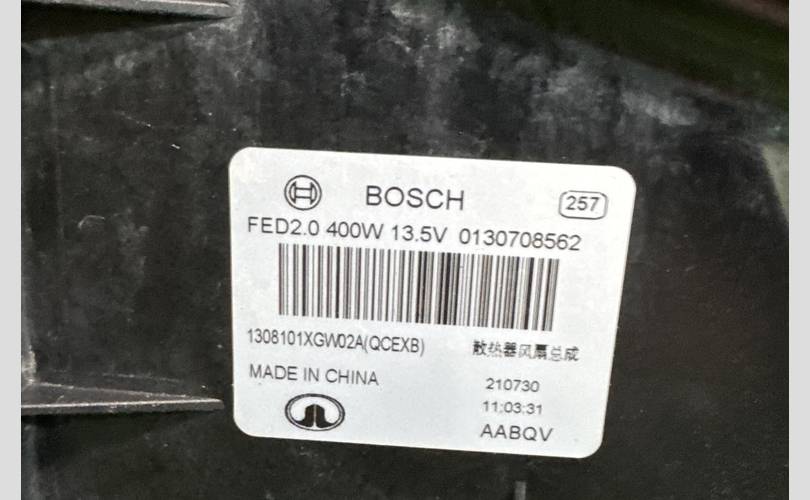 BOSCH 257
FED2.0 400W 13.5V 0130708562
1308101XGW02A(QCEXB) 散热器风扇总成
MADE IN CHINA 210730
11:03:31
AABQV